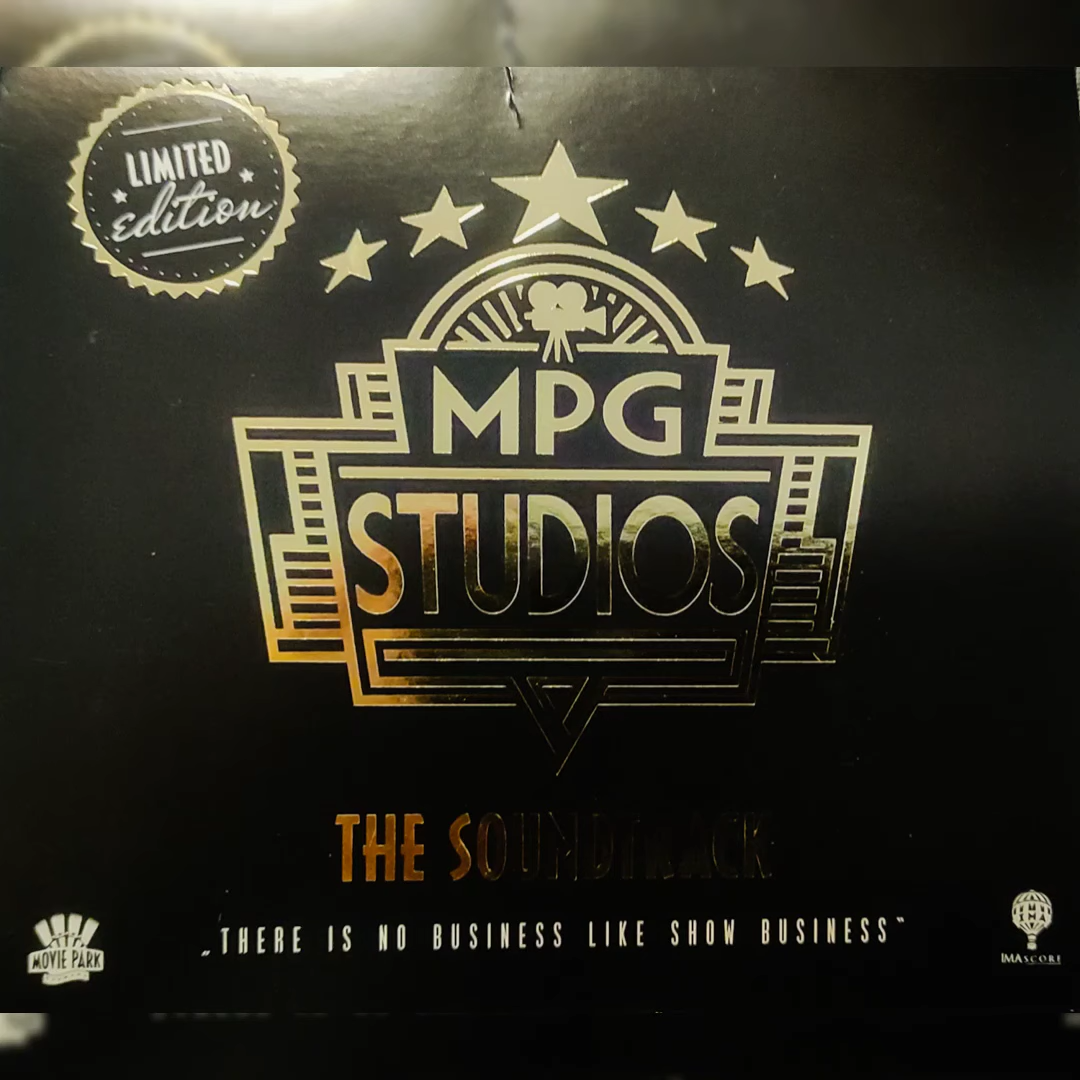 LIMITED
edition
MPG
STUDIOS
THE SOUNDTRACK
„THERE IS NO BUSINESS LIKE SHOW BUSINESS"
MOVIE PARK
IMASCORE